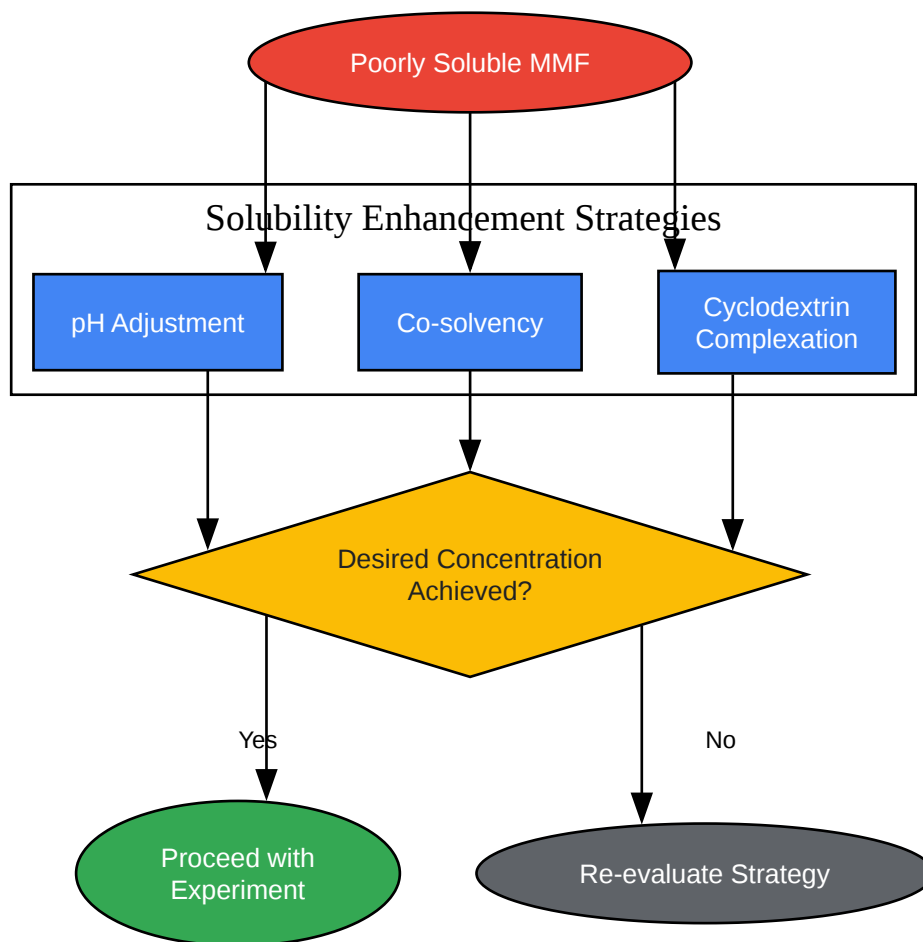 Poorly Soluble MMF
Solubility Enhancement Strategies
pH Adjustment
Co-solvency
Cyclodextrin
Complexation
Desired Concentration
Achieved?
Yes
No
Proceed with
Experiment
Re-evaluate Strategy